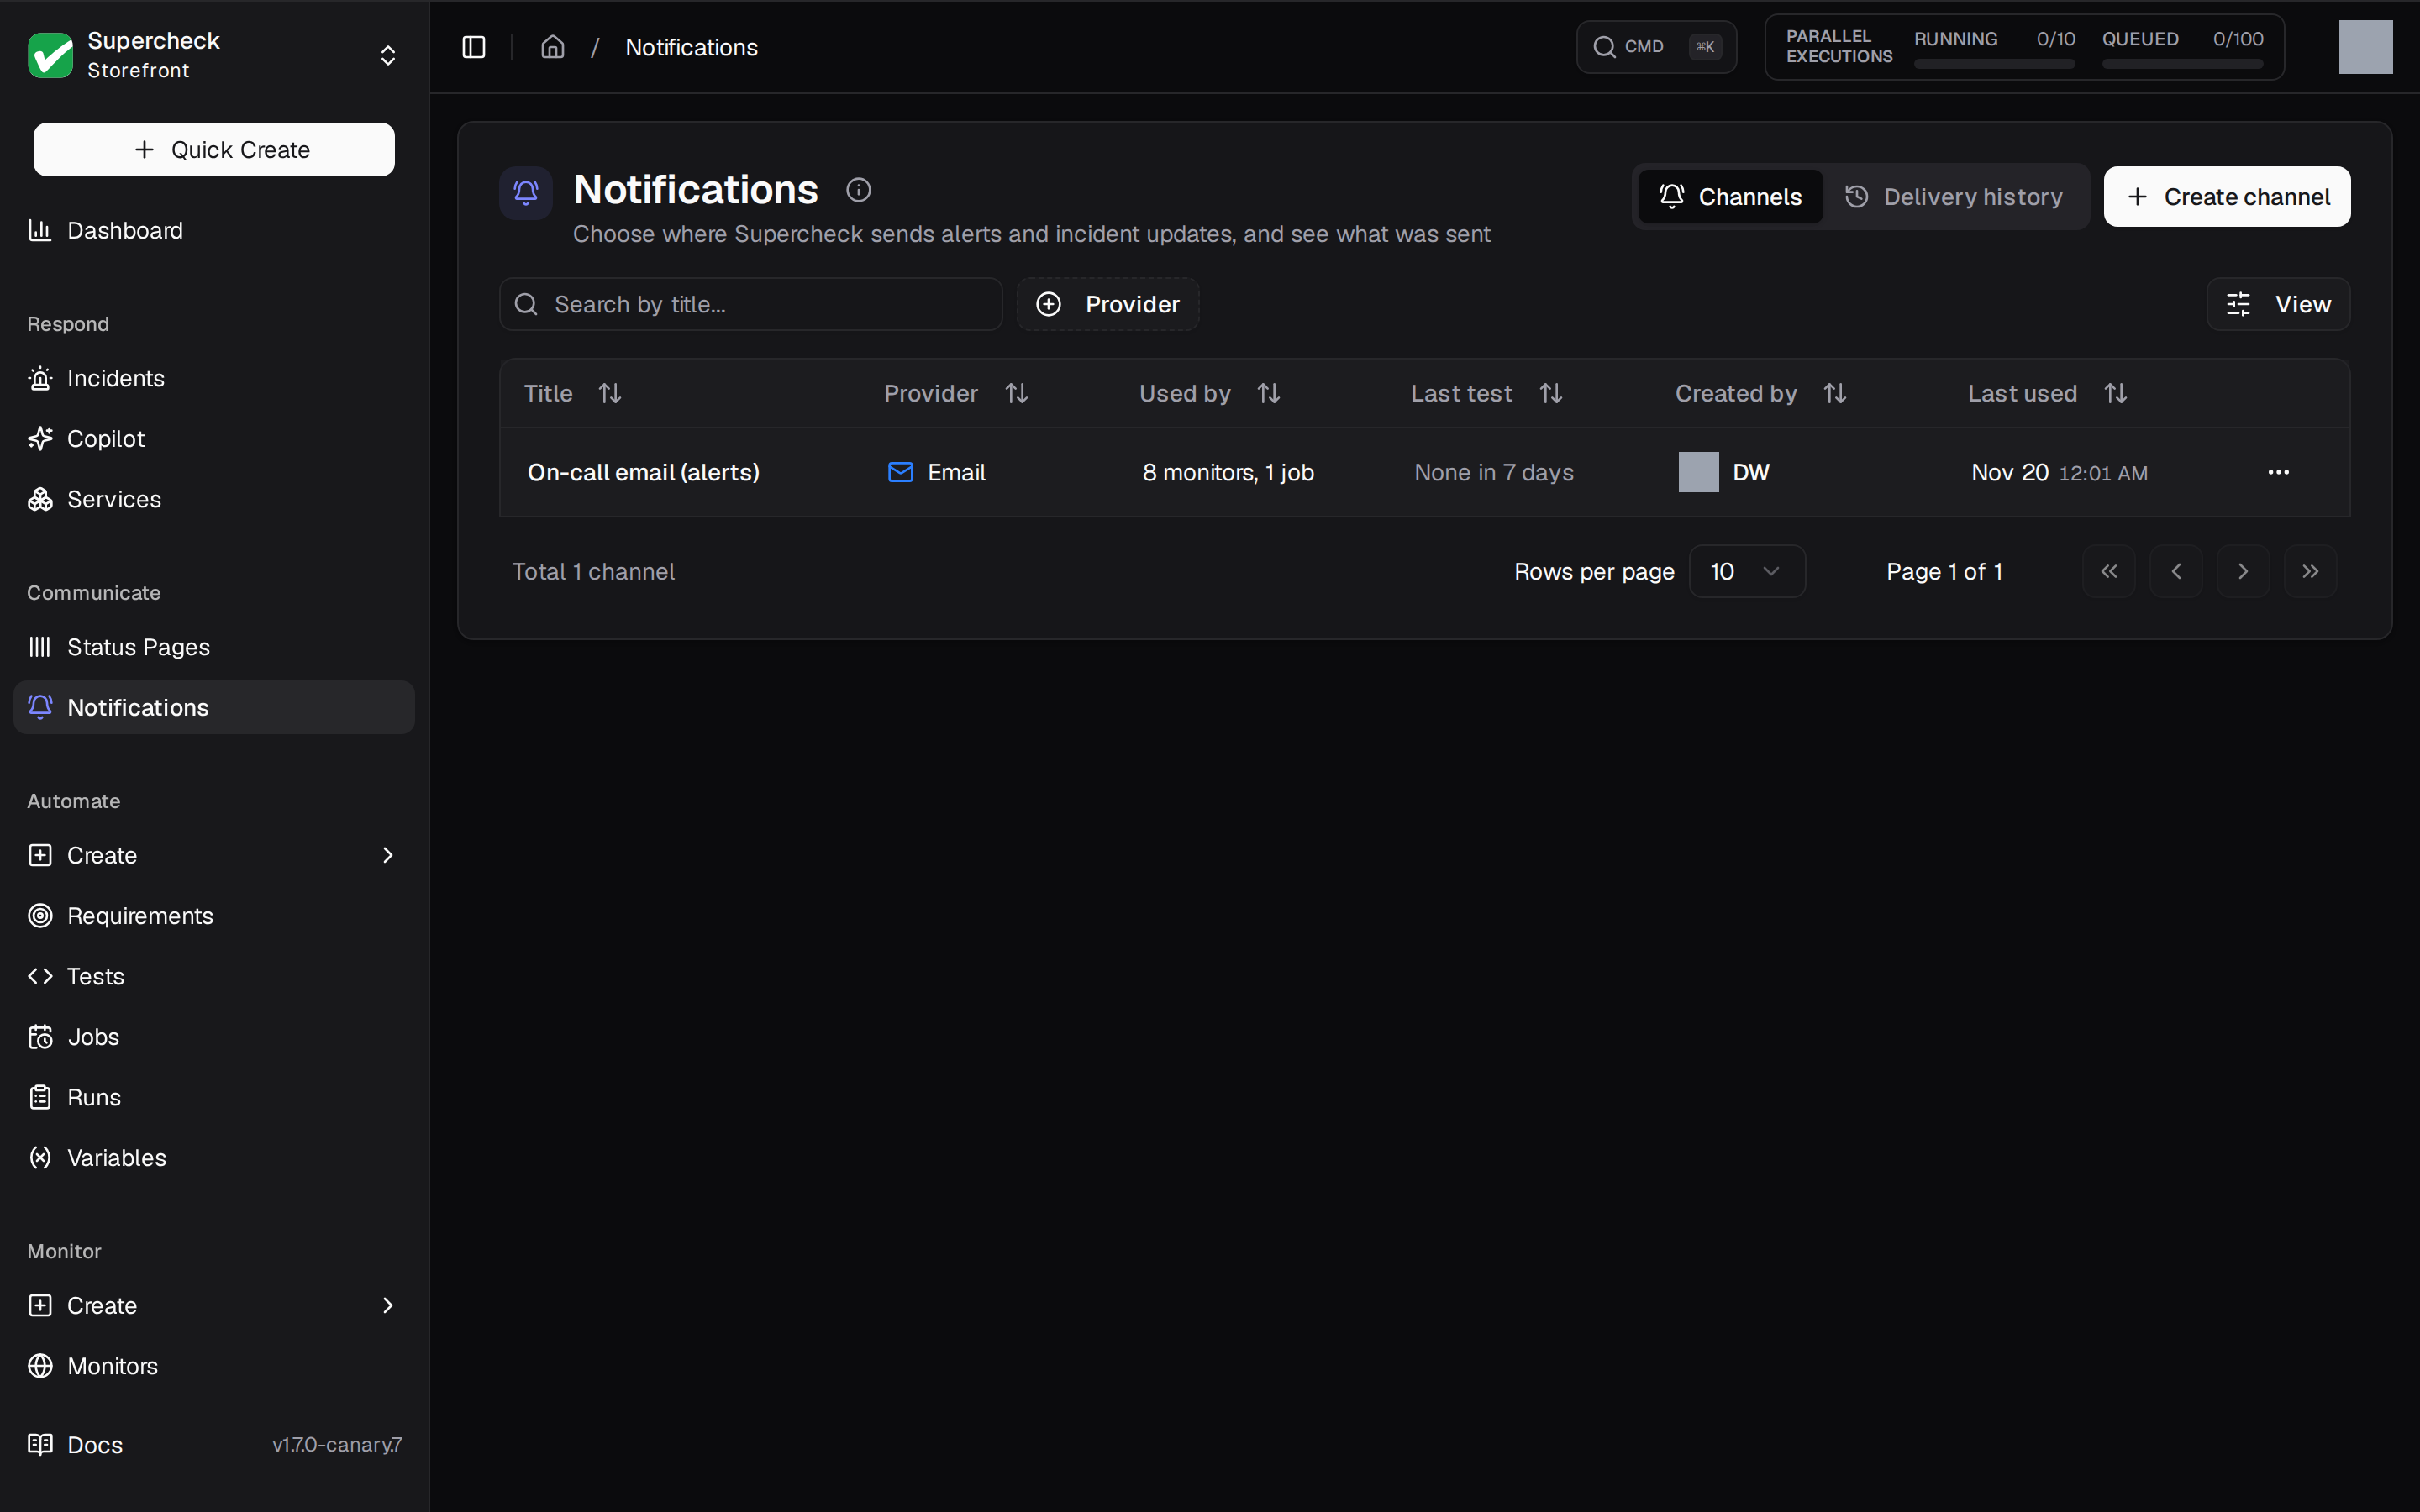 Supercheck
Storefront
Quick Create
Dashboard
Respond
Incidents
Copilot
Services
Communicate
Status Pages
Notifications
Automate
Create
Requirements
Tests
Jobs
Runs
Variables
Monitor
Create
Monitors
Docs v1.7.0-canary.7
/ Notifications
CMD ⌘K
PARALLEL EXECUTIONS
RUNNING 0/10
QUEUED 0/100
Notifications
Choose where Supercheck sends alerts and incident updates, and see what was sent
Channels
Delivery history
Create channel
Search by title...
Provider
View
Title Provider Used by Last test Created by Last used
On-call email (alerts) Email 8 monitors, 1 job None in 7 days DW Nov 20 12:01 AM
Total 1 channel
Rows per page 10
Page 1 of 1